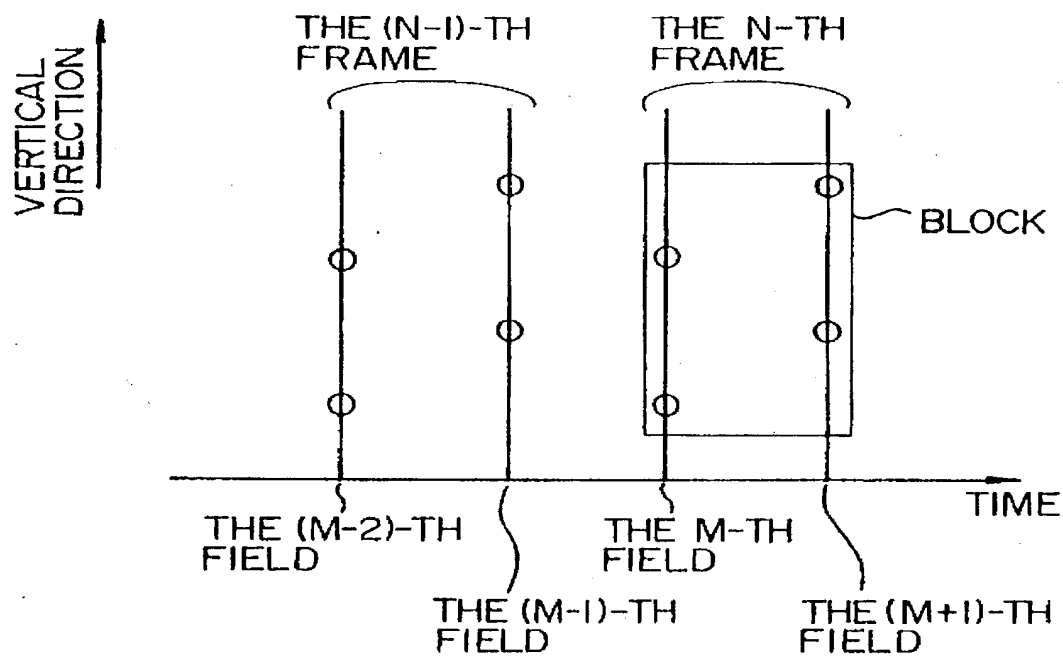 THE (N-1)-TH
FRAME
THE N-TH
FRAME
VERTICAL
DIRECTION
BLOCK
TIME
THE (M-2)-TH
FIELD
THE M-TH
FIELD
THE (M-1)-TH
FIELD
THE (M+1)-TH
FIELD